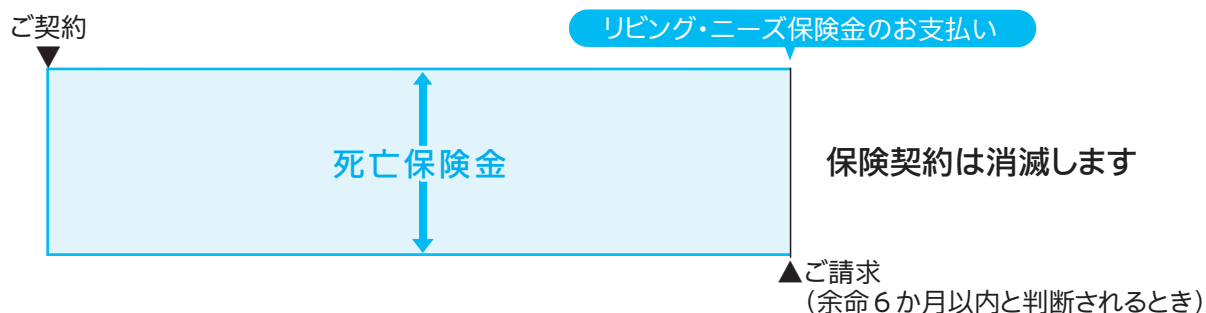 ご契約
▼
リビング・ニーズ保険金のお支払い
死亡保険金
保険契約は消滅します
▲ご請求
（余命6か月以内と判断されるとき）